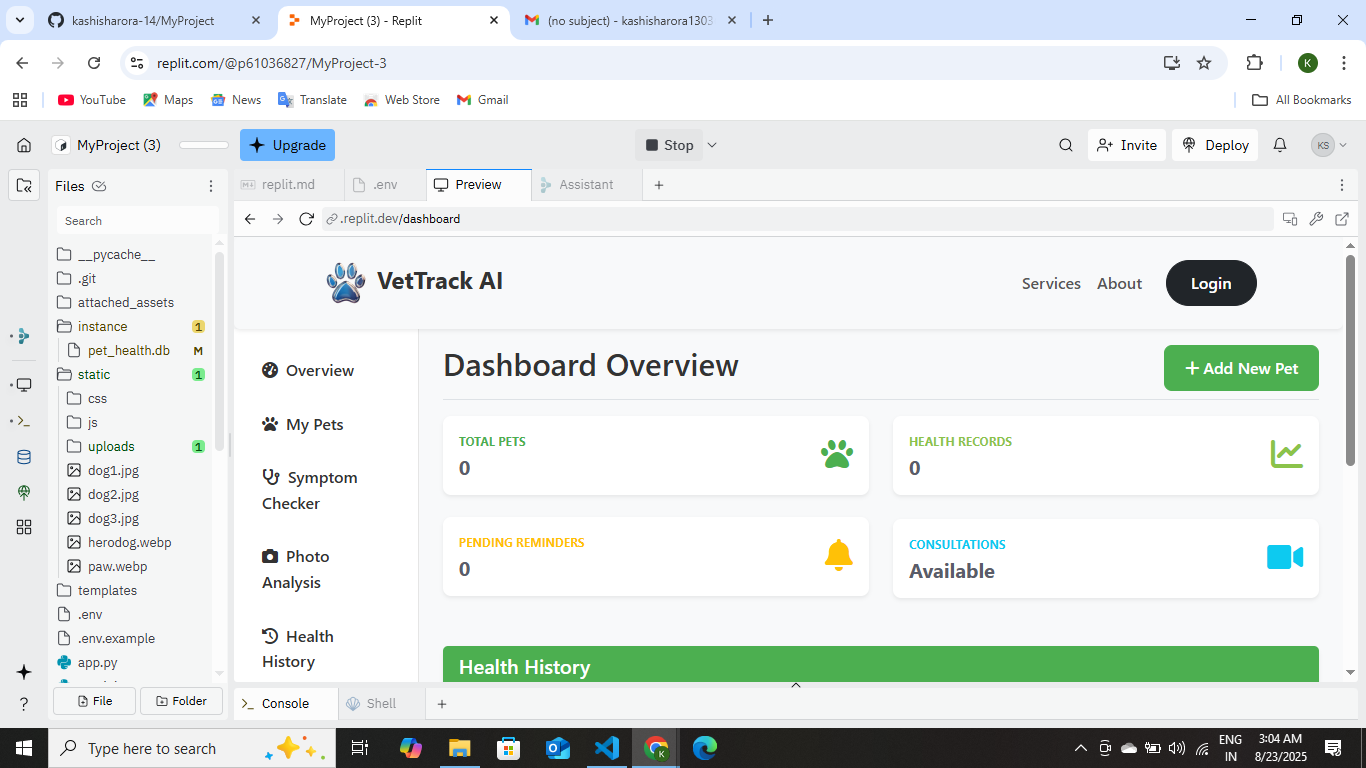 kashisharora-14/MyProject
MyProject (3) - Replit
(no subject) - kashisharora1303
replit.com/@p61036827/MyProject-3
K
YouTube
Maps
News
Translate
Web Store
Gmail
All Bookmarks
MyProject (3)
Upgrade
Stop
Invite
Deploy
KS
Files
replit.md
.env
Preview
Assistant
Search
.replit.dev/dashboard
__pycache__
.git
attached_assets
instance 1
pet_health.db M
static 1
css
js
uploads 1
dog1.jpg
dog2.jpg
dog3.jpg
herodog.webp
paw.webp
templates
.env
.env.example
app.py
File
Folder
VetTrack AI
Services
About
Login
Overview
My Pets
Symptom
Checker
Photo
Analysis
Health
History
Dashboard Overview
+ Add New Pet
TOTAL PETS
0
HEALTH RECORDS
0
PENDING REMINDERS
0
CONSULTATIONS
Available
Health History
Console
Shell
Type here to search
ENG
IN
3:04 AM
8/23/2025